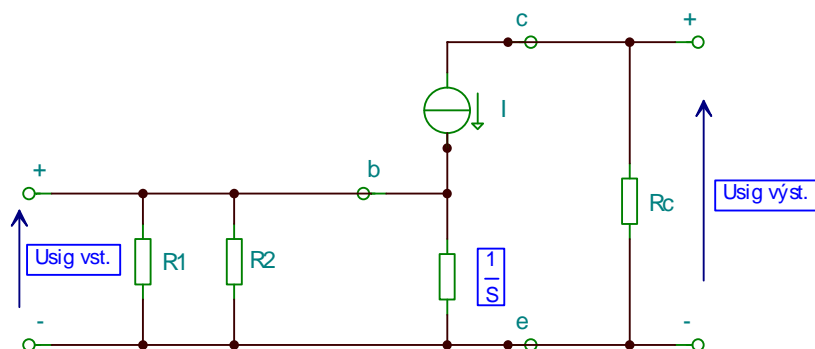 c
+
+
I
b
+
Usig vst.
R1
R2
1
S
Rc
Usig výst.
-
e
-